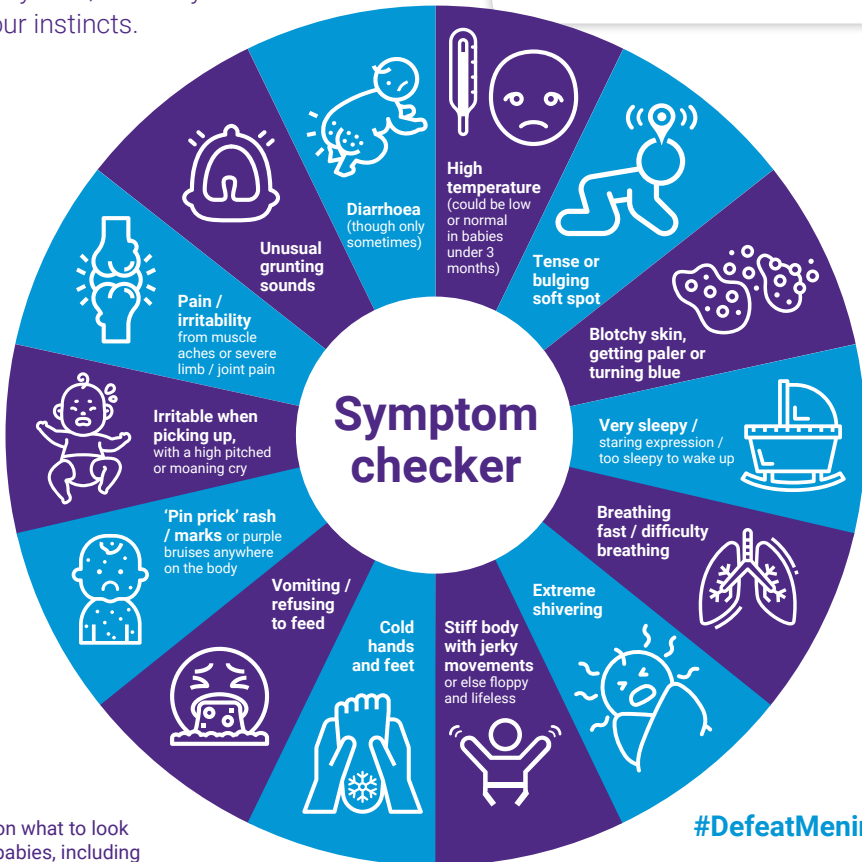 our instincts.
High
temperature
(could be low
or normal
in babies
under 3
months)
Tense or
bulging
soft spot
Blotchy skin,
getting paler or
turning blue
Very sleepy /
staring expression /
too sleepy to wake up
Breathing
fast / difficulty
breathing
Extreme
shivering
Stiff body
with jerky
movements
or else floppy
and lifeless
Cold
hands
and feet
Vomiting /
refusing
to feed
'Pin prick' rash
/ marks or purple
bruises anywhere
on the body
Irritable when
picking up,
with a high pitched
or moaning cry
Pain /
irritability
from muscle
aches or severe
limb / joint pain
Unusual
grunting
sounds
Diarrhoea
(though only
sometimes)
Symptom
checker
on what to look
babies, including
#DefeatMenin